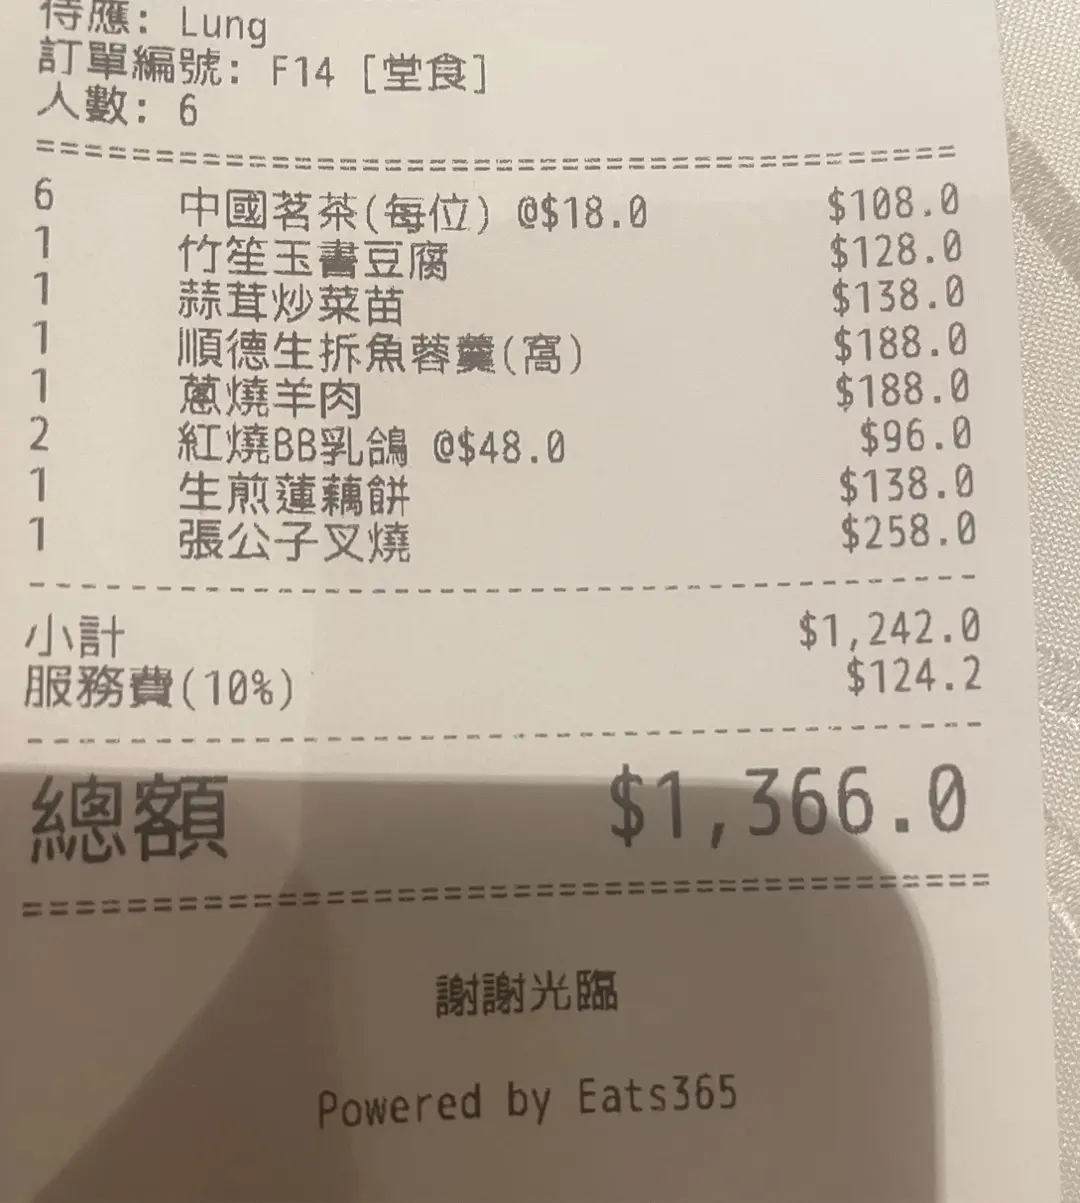 待應: Lung
訂單編號: F14 [堂食]
人數: 6
6 中國茗茶(每位) @$18.0 $108.0
1 竹笙玉書豆腐 $128.0
1 蒜茸炒菜苗 $138.0
1 順德生拆魚蓉羹(窩) $188.0
1 蔥燒羊肉 $188.0
2 紅燒BB乳鴿 @$48.0 $96.0
1 生煎蓮藕餅 $138.0
1 張公子叉燒 $258.0
小計 $1,242.0
服務費(10%) $124.2
總額 $1,366.0
謝謝光臨
Powered by Eats365